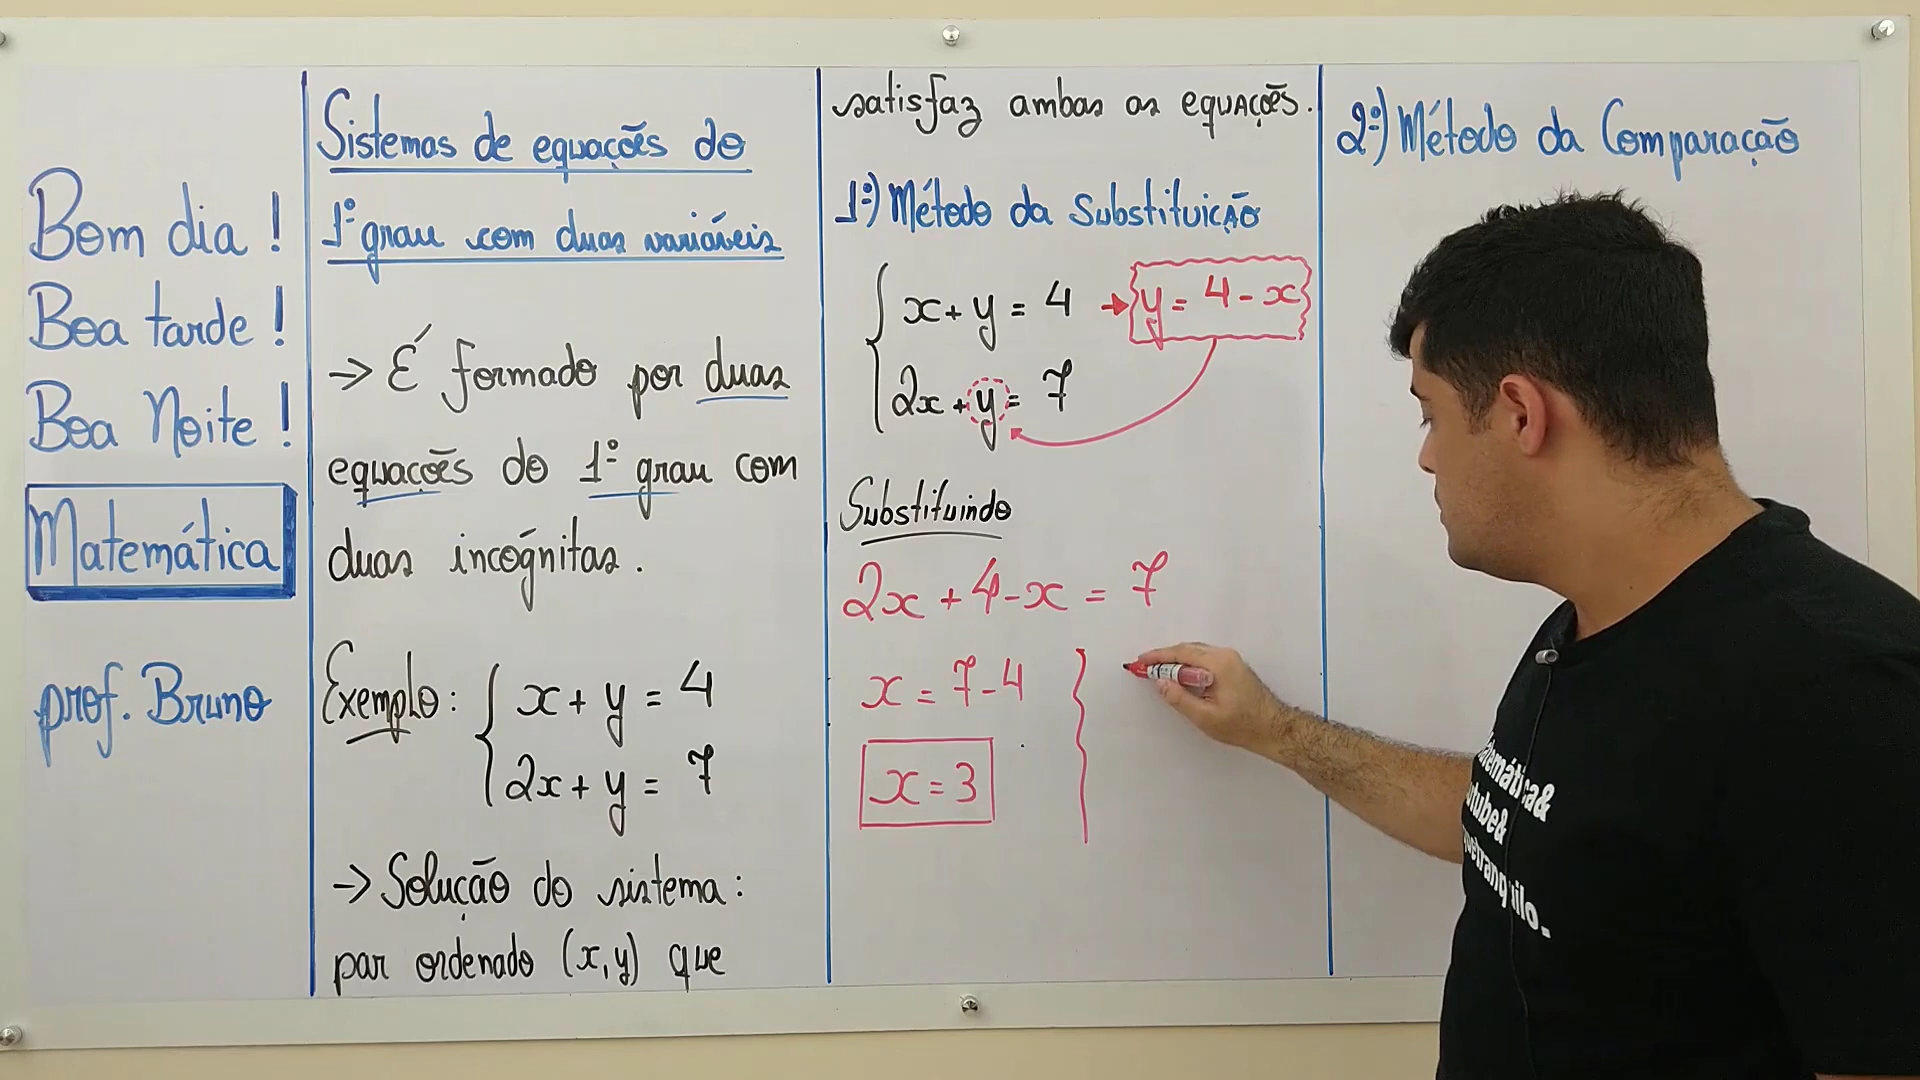 Bom dia !
Boa tarde !
Boa Noite !
Matemática
prof. Bruno
Sistemas de equações do
1º grau com duas variáveis
→ É formado por duas
equações do 1º grau com
duas incógnitas.
Exemplo: { x + y = 4
2x + y = 7
→ Solução do sistema:
par ordenado (x, y) que
satisfaz ambas as equações.
1º) Método da Substituição
x + y = 4 → y = 4 - x
2x + y = 7
Substituindo
2x + 4 - x = 7
x = 7 - 4
x = 3
2º) Método da Comparação